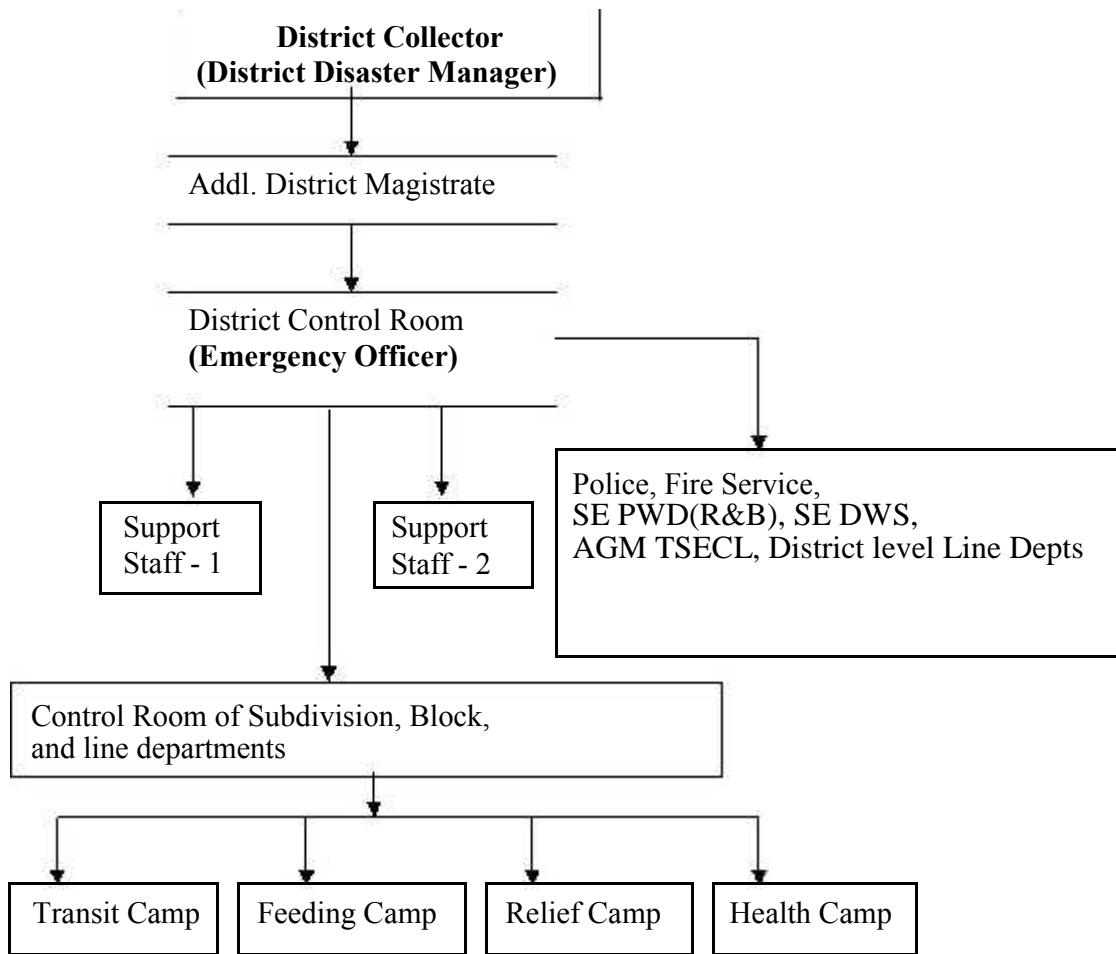 District Collector
(District Disaster Manager)
Addl. District Magistrate
District Control Room
(Emergency Officer)
Support
Staff - 1
Support
Staff - 2
Police, Fire Service,
SE PWD(R&B), SE DWS,
AGM TSECL, District level Line Depts
Control Room of Subdivision, Block,
and line departments
Transit Camp
Feeding Camp
Relief Camp
Health Camp